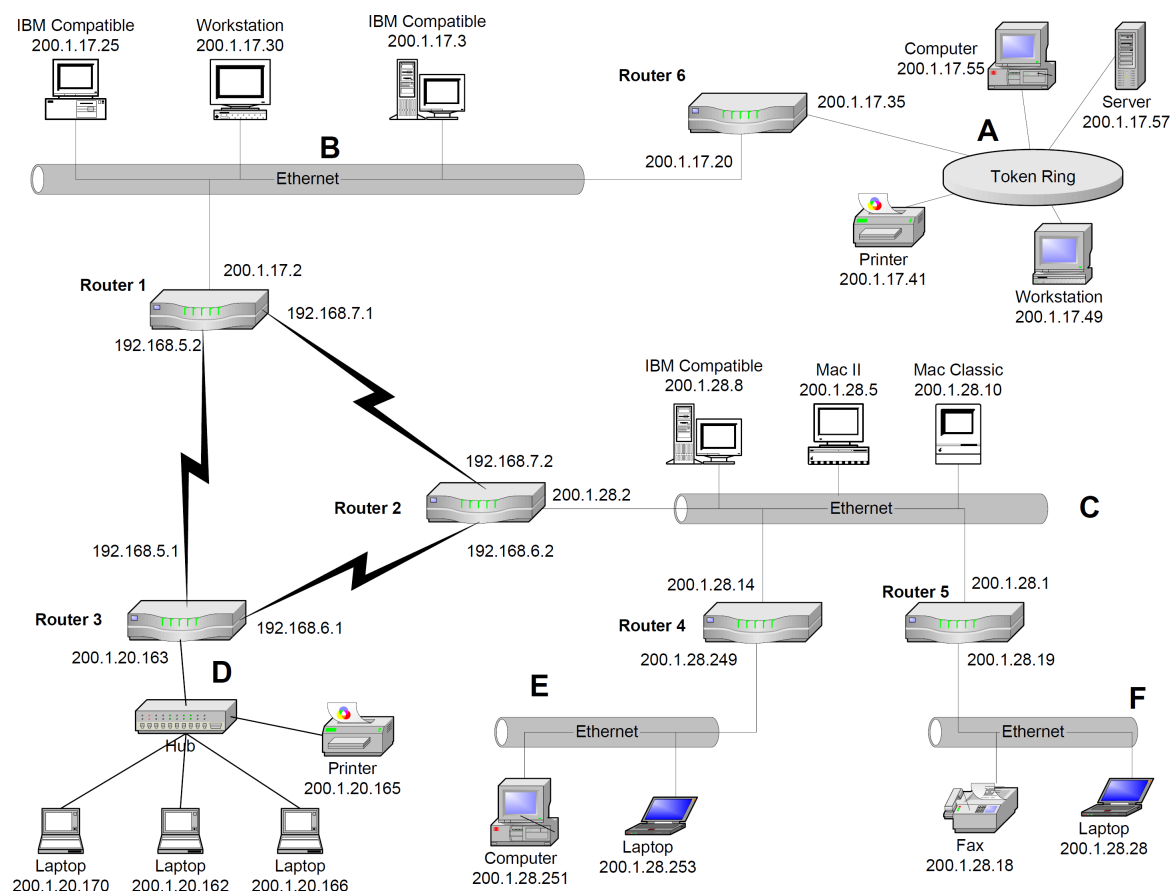 IBM Compatible
200.1.17.25
Workstation
200.1.17.30
IBM Compatible
200.1.17.3
Router 6
200.1.17.35
Computer
200.1.17.55
Server
200.1.17.57
A
B
Ethernet
200.1.17.20
Token Ring
Printer
200.1.17.41
Workstation
200.1.17.49
200.1.17.2
Router 1
192.168.7.1
192.168.5.2
IBM Compatible
200.1.28.8
Mac II
200.1.28.5
Mac Classic
200.1.28.10
192.168.7.2
Router 2
200.1.28.2
Ethernet
C
192.168.5.1
192.168.6.2
Router 3
192.168.6.1
200.1.20.163
D
200.1.28.14
Router 4
200.1.28.249
Router 5
200.1.28.1
200.1.28.19
Hub
Printer
200.1.20.165
E
Ethernet
F
Ethernet
Laptop
200.1.20.170
Laptop
200.1.20.162
Laptop
200.1.20.166
Computer
200.1.28.251
Laptop
200.1.28.253
Fax
200.1.28.18
Laptop
200.1.28.28